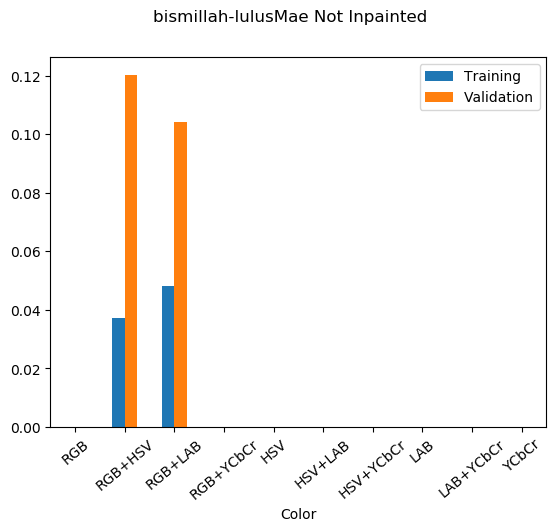 bismillah-lulusMae Not Inpainted
Training
Validation
0.12
0.10
0.08
0.06
0.04
0.02
0.00
RGB
RGB+HSV
RGB+LAB
RGB+YCbCr
HSV
HSV+LAB
HSV+YCbCr
LAB
LAB+YCbCr
YCbCr
Color